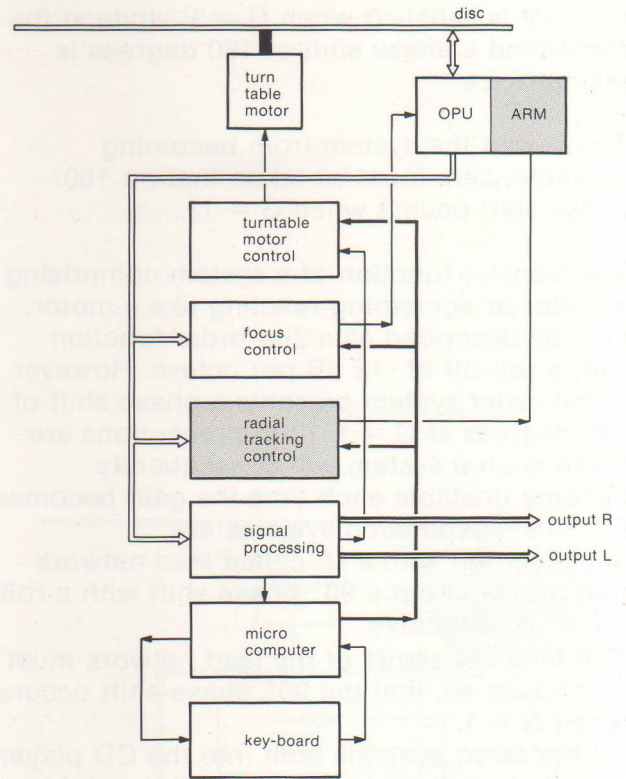 disc
turn
table
motor
OPU
ARM
turntable
motor
control
focus
control
radial
tracking
control
signal
processing
output R
output L
micro
computer
key-board